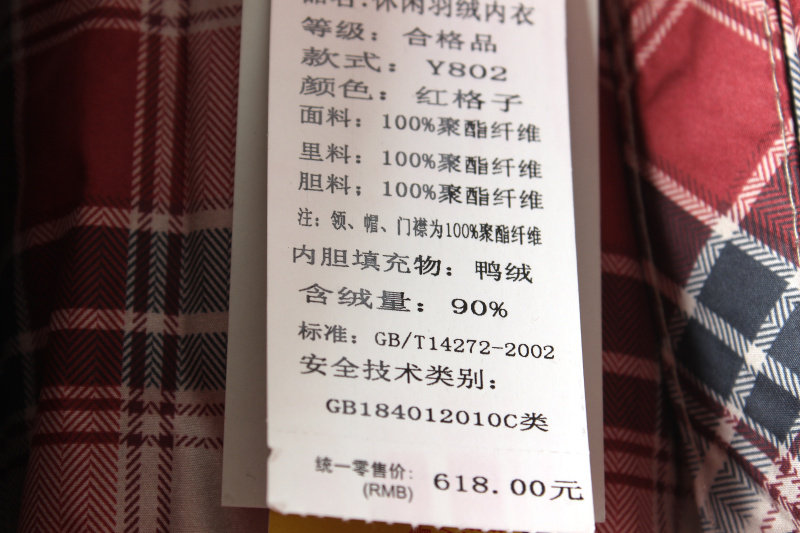 品名:休闲羽绒内衣
等级:合格品
款式:Y802
颜色:红格子
面料:100%聚酯纤维
里料:100%聚酯纤维
胆料;100%聚酯纤维
注:领、帽、门襟为100%聚酯纤维
内胆填充物:鸭绒
含绒量:90%
标准:GB/T14272-2002
安全技术类别:
GB184012010C类
统一零售价:
(RMB) 618.00元